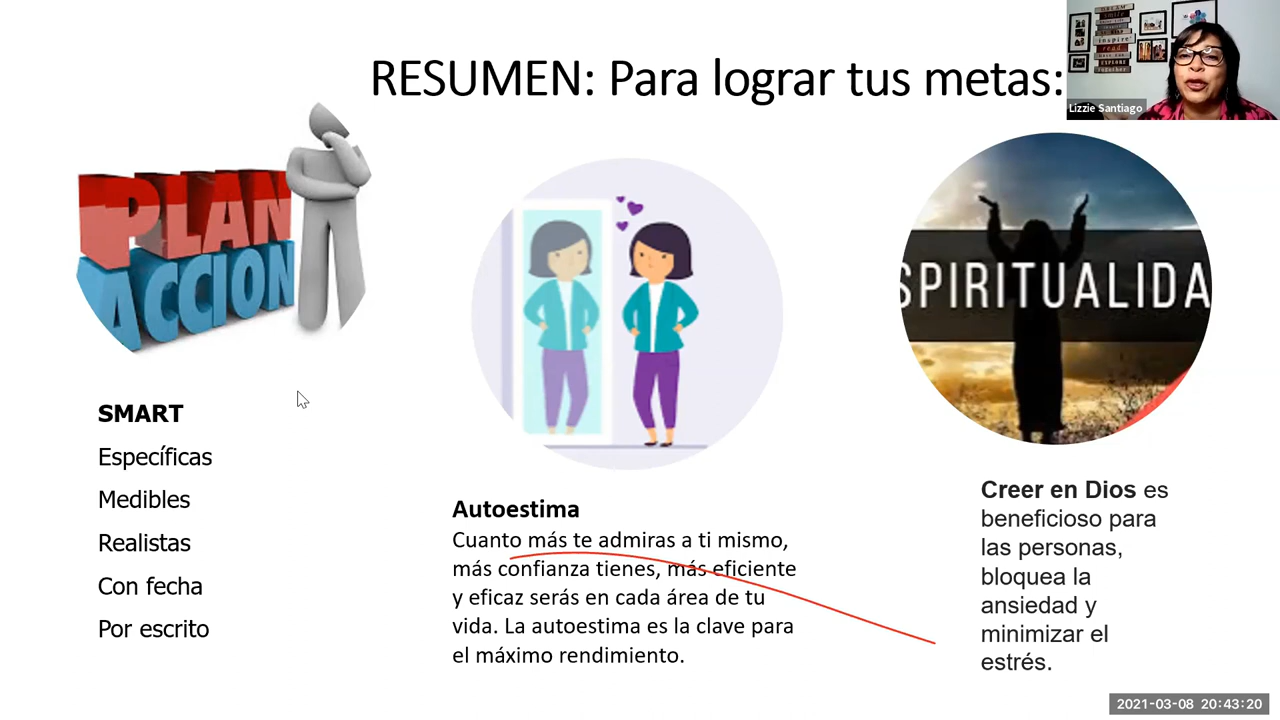 RESUMEN: Para lograr tus metas:
Lizzie Santiago
PLAN
ACCION
SPIRITUALIDA
SMART
Específicas
Medibles
Realistas
Con fecha
Por escrito
Autoestima
Cuanto más te admiras a ti mismo,
más confianza tienes, más eficiente
y eficaz serás en cada área de tu
vida. La autoestima es la clave para
el máximo rendimiento.
Creer en Dios es
beneficioso para
las personas,
bloquea la
ansiedad y
minimizar el
estrés.
2021-03-08 20:43:20